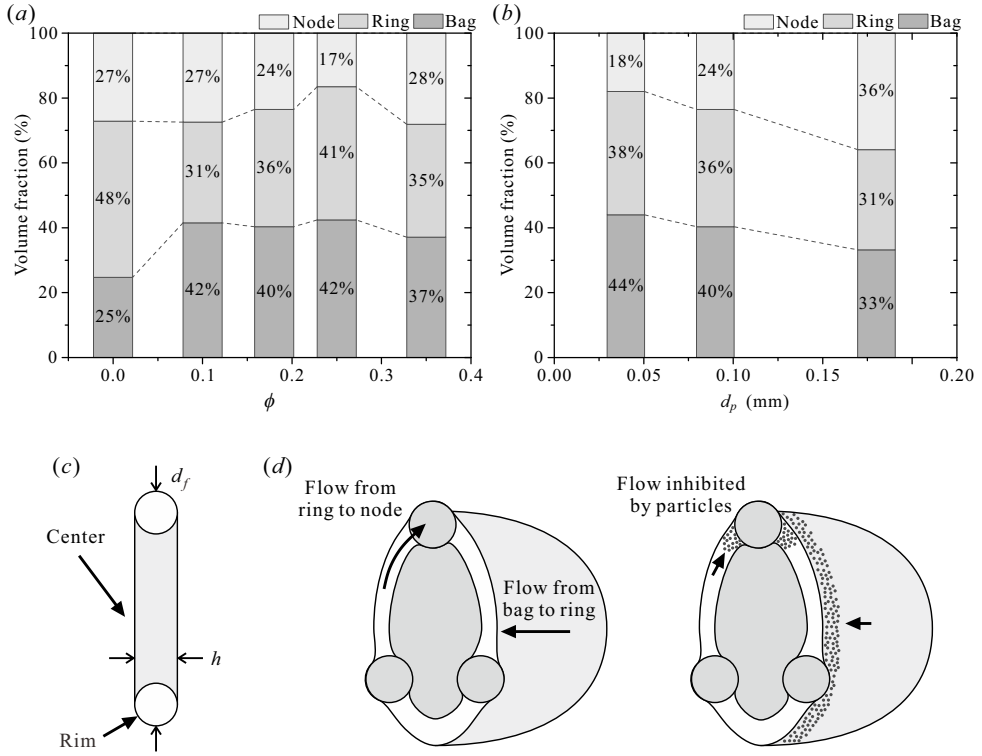 (a)
Node Ring Bag
100
80
60
40
20
0
Volume fraction (%)
27% 27% 24% 17% 28%
48% 31% 36% 41% 35%
25% 42% 40% 42% 37%
0.0 0.1 0.2 0.3 0.4
ϕ
(b)
Node Ring Bag
100
80
60
40
20
0
Volume fraction (%)
18% 24% 36%
38% 36% 31%
44% 40% 33%
0.00 0.05 0.10 0.15 0.20
d_p (mm)
(c)
d_f
Center
h
Rim
(d)
Flow from
ring to node
Flow from
bag to ring
Flow inhibited
by particles